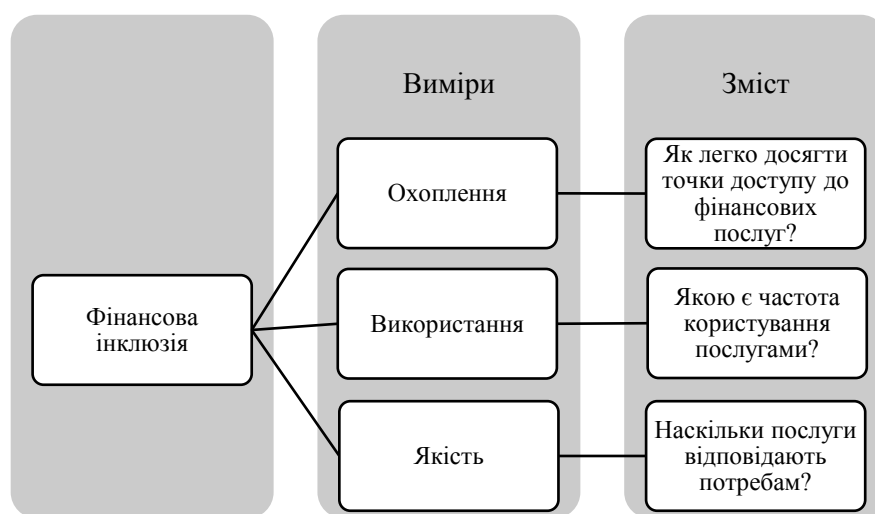 Виміри
Зміст
Фінансова
інклюзія
Охоплення
Як легко досягти
точки доступу до
фінансових
послуг?
Використання
Якою є частота
користування
послугами?
Якість
Наскільки послуги
відповідають
потребам?